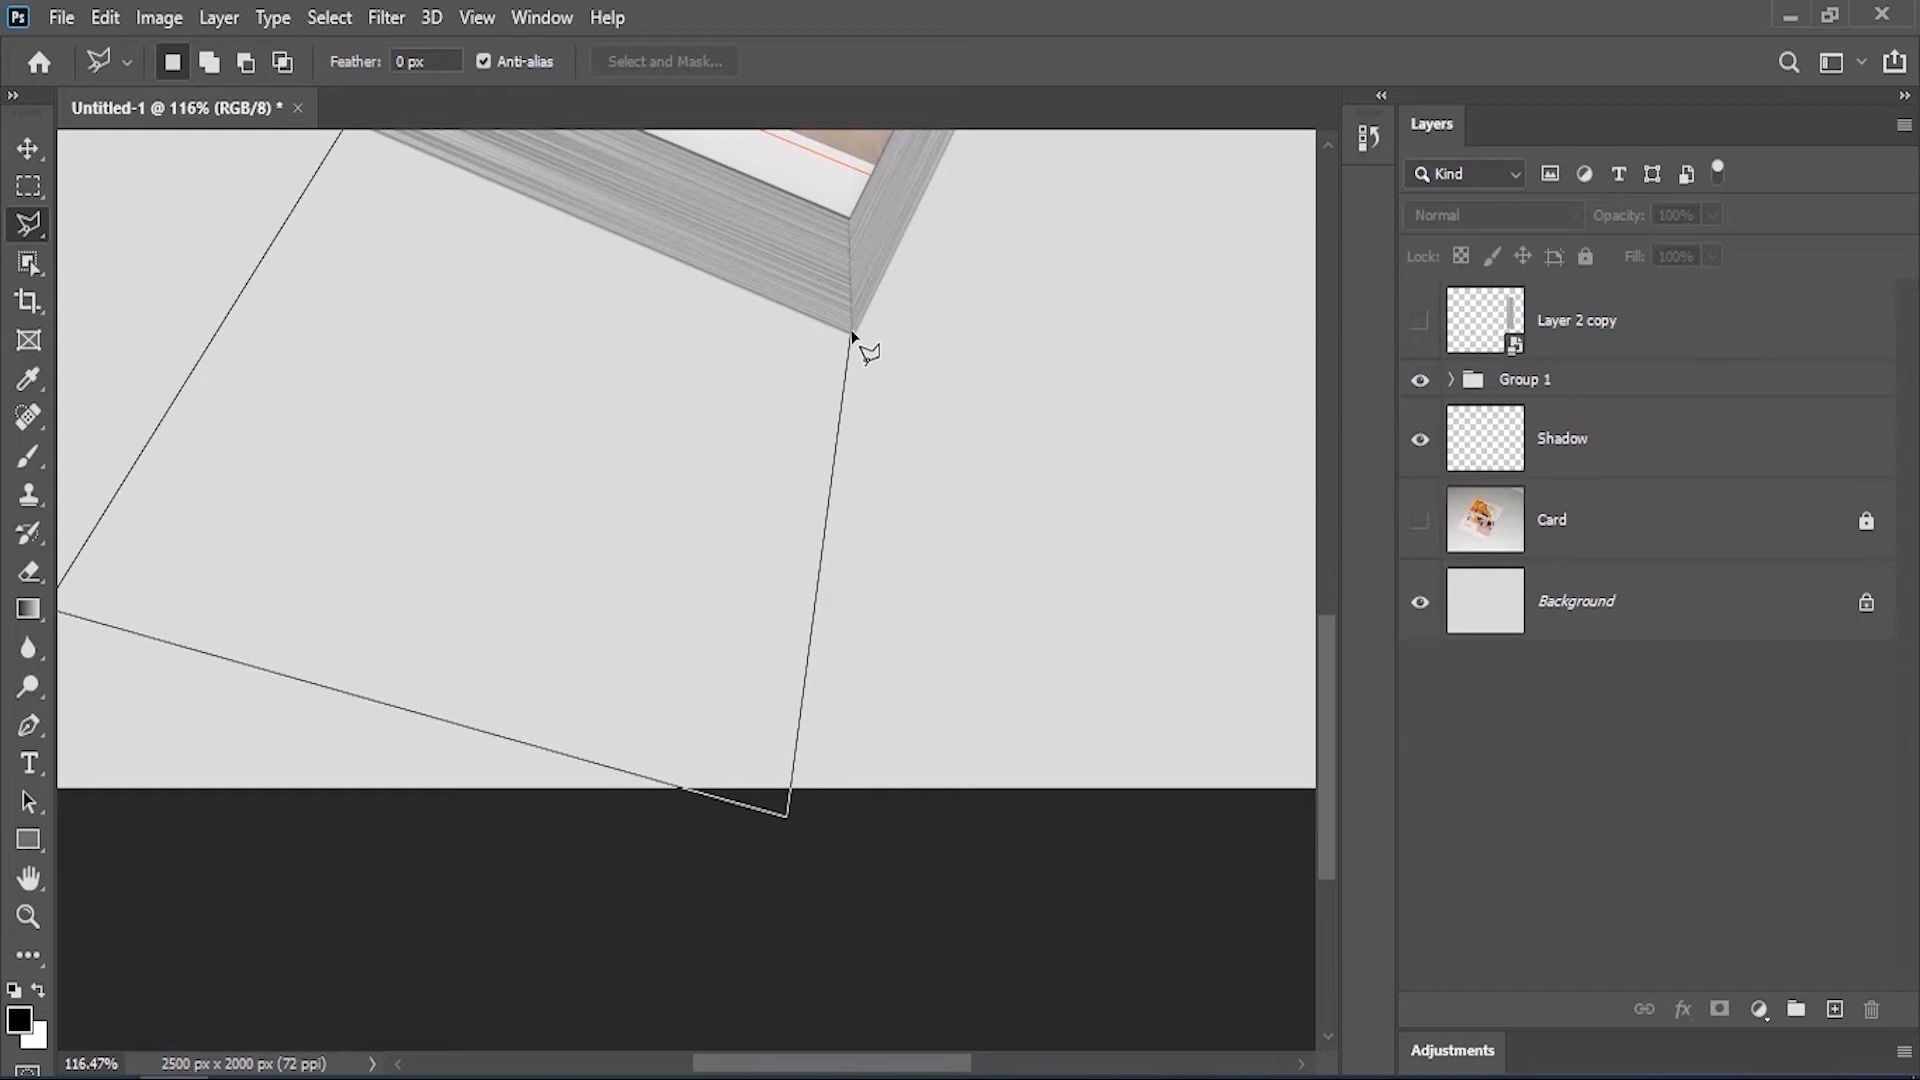 Ps File Edit Image Layer Type Select Filter 3D View Window Help
Feather: 0 px Anti-alias Select and Mask...
Untitled-1 @ 116% (RGB/8) *
Layers
Kind
Normal Opacity: 100%
Lock: Fill: 100%
Layer 2 copy
Group 1
Shadow
Card
Background
116.47% 2500 px x 2000 px (72 ppi)
Adjustments